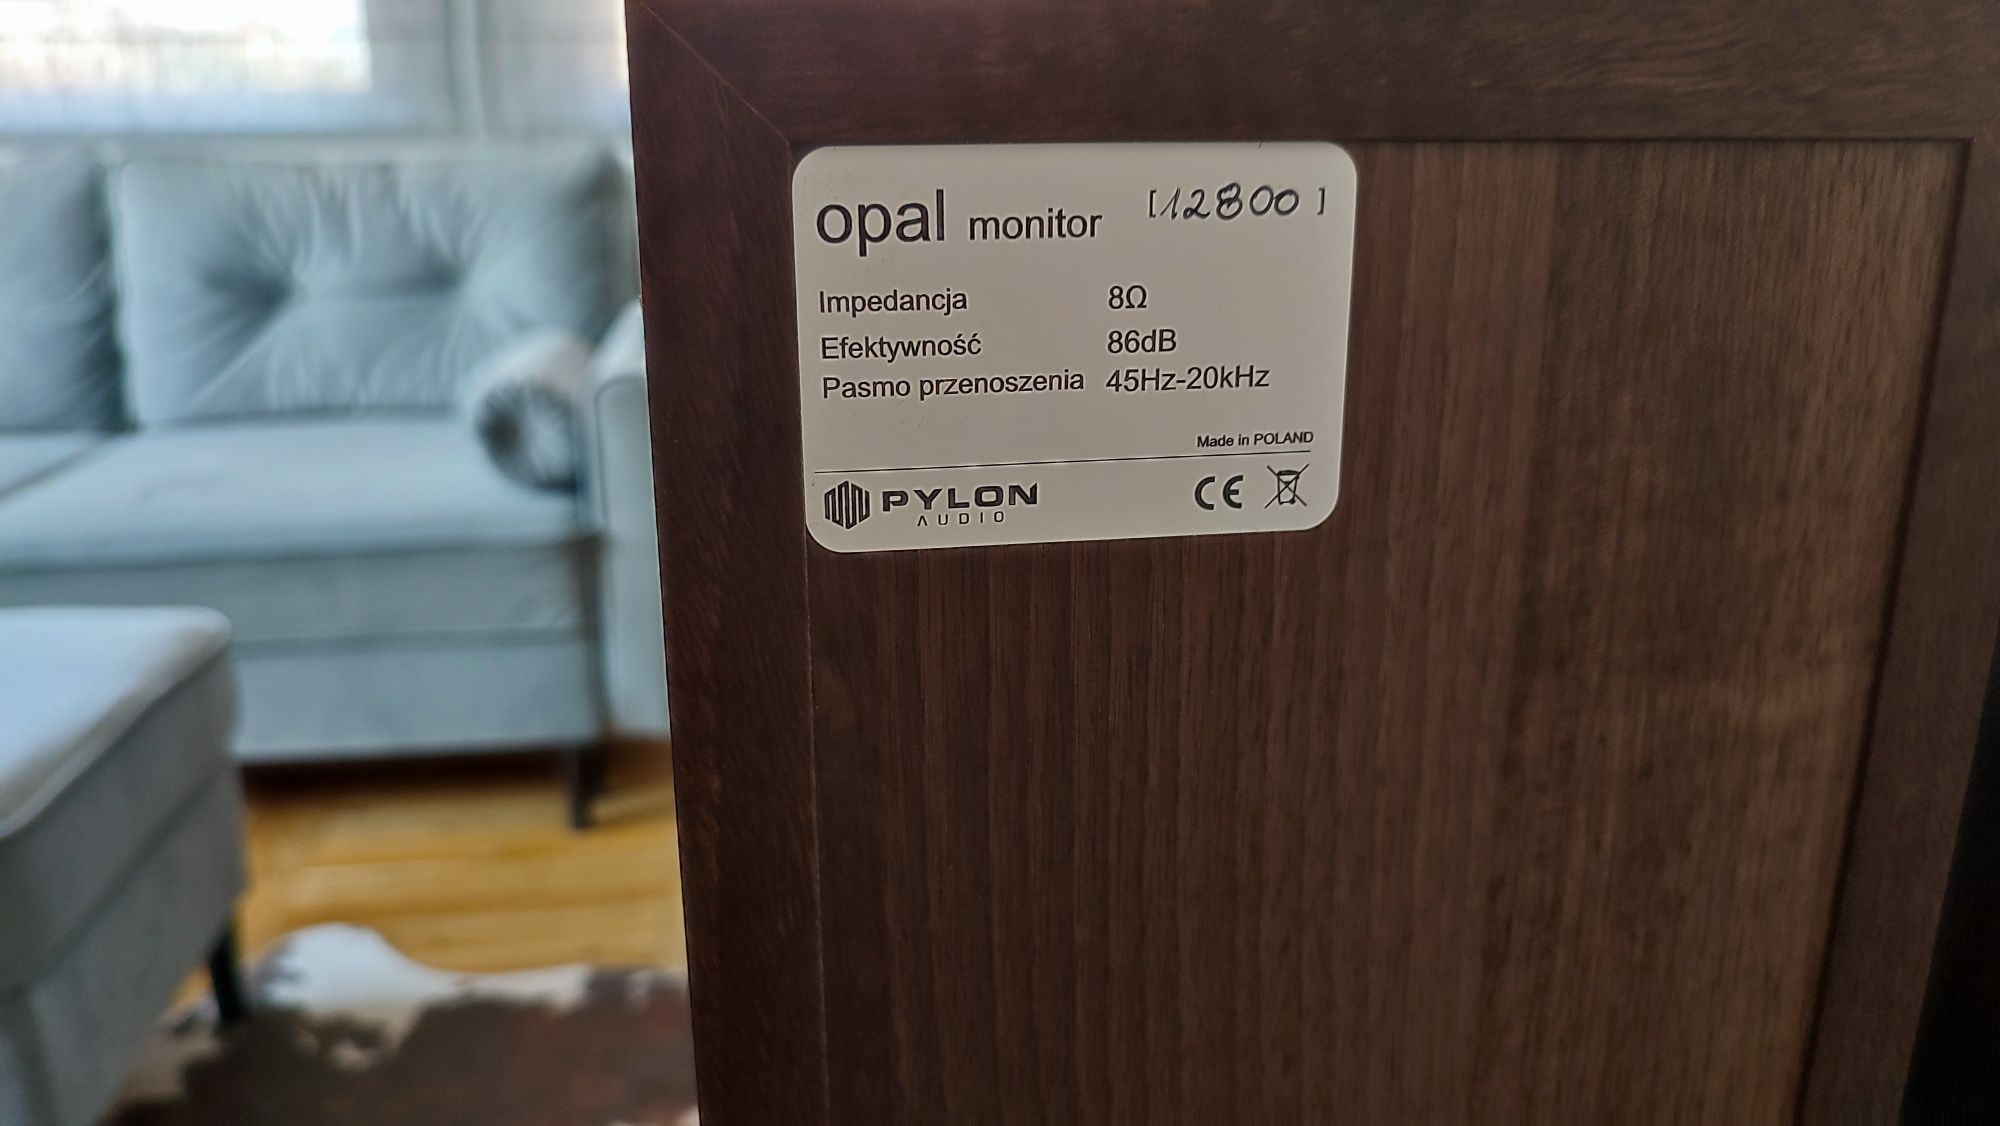 opal monitor [12800]
Impedancja 8Ω
Efektywność 86dB
Pasmo przenoszenia 45Hz-20kHz
Made in POLAND
PYLON
AUDIO
CE